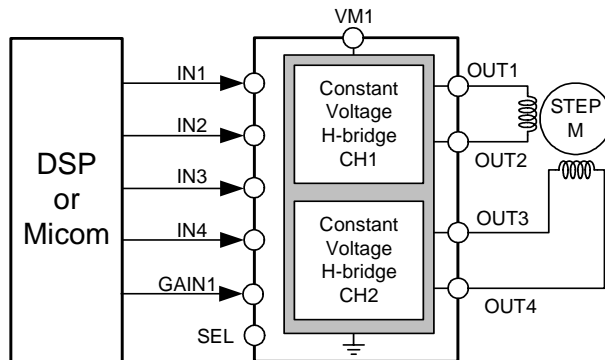 VM1
IN1
IN2
IN3
IN4
GAIN1
SEL
DSP
or
Micom
Constant
Voltage
H-bridge
CH1
Constant
Voltage
H-bridge
CH2
OUT1
OUT2
OUT3
OUT4
STEP
M